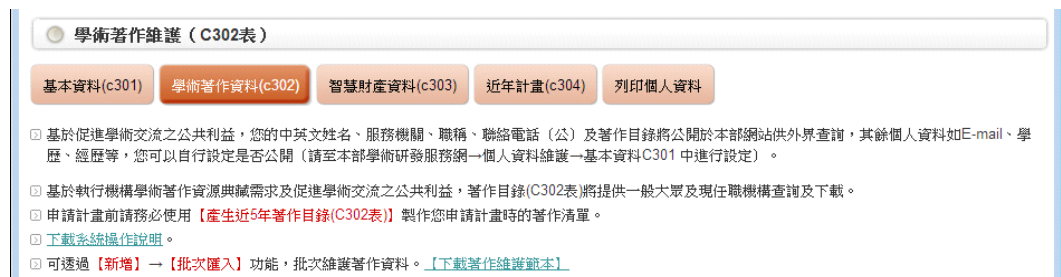 學術著作維護（C302表）
基本資料(c301) 學術著作資料(c302) 智慧財產資料(c303) 近年計畫(c304) 列印個人資料
基於促進學術交流之公共利益，您的中英文姓名、服務機關、職稱、聯絡電話（公）及著作目錄將公開於本部網站供外界查詢，其餘個人資料如E-mail、學
歷、經歷等，您可以自行設定是否公開〔請至本部學術研發服務網→個人資料維護→基本資料C301 中進行設定〕。
基於執行機構學術著作資源典藏需求及促進學術交流之公共利益，著作目錄(C302表)將提供一般大眾及現任職機構查詢及下載。
申請計畫前請務必使用【產生近5年著作目錄(C302表)】製作您申請計畫時的著作清單。
下載系統操作說明。
可透過【新增】→【批次匯入】功能，批次維護著作資料。【下載著作維護範本】